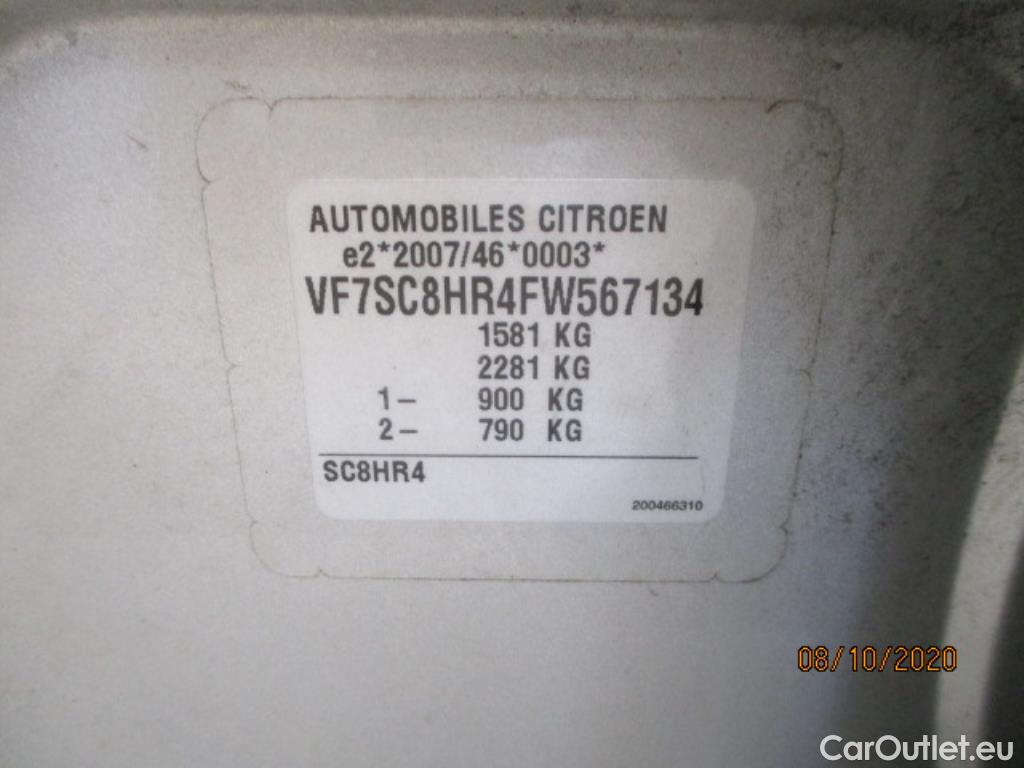 AUTOMOBILES CITROEN
e2*2007/46*0003*
VF7SC8HR4FW567134
1581 KG
2281 KG
1- 900 KG
2- 790 KG
SC8HR4
200466310
08/10/2020
CarOutlet.eu